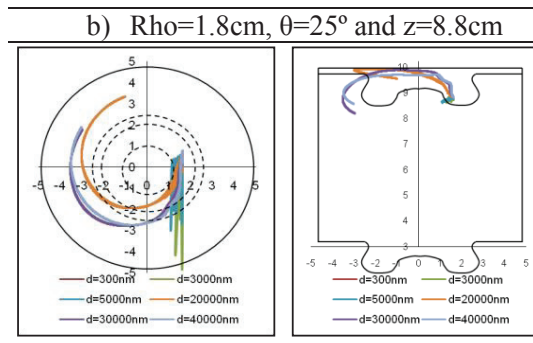 b) Rho=1.8cm, θ=25º and z=8.8cm
5
4
3
2
1
0
-5 -4 -3 -2 -1 0 1 2 3 4 5
-1
-2
-3
-4
-5
d=300nm d=3000nm
d=5000nm d=20000nm
d=30000nm d=40000nm
10
9
8
7
6
5
4
3
-5 -4 -3 -2 -1 0 1 2 3 4 5
d=300nm d=3000nm
d=5000nm d=20000nm
d=30000nm d=40000nm